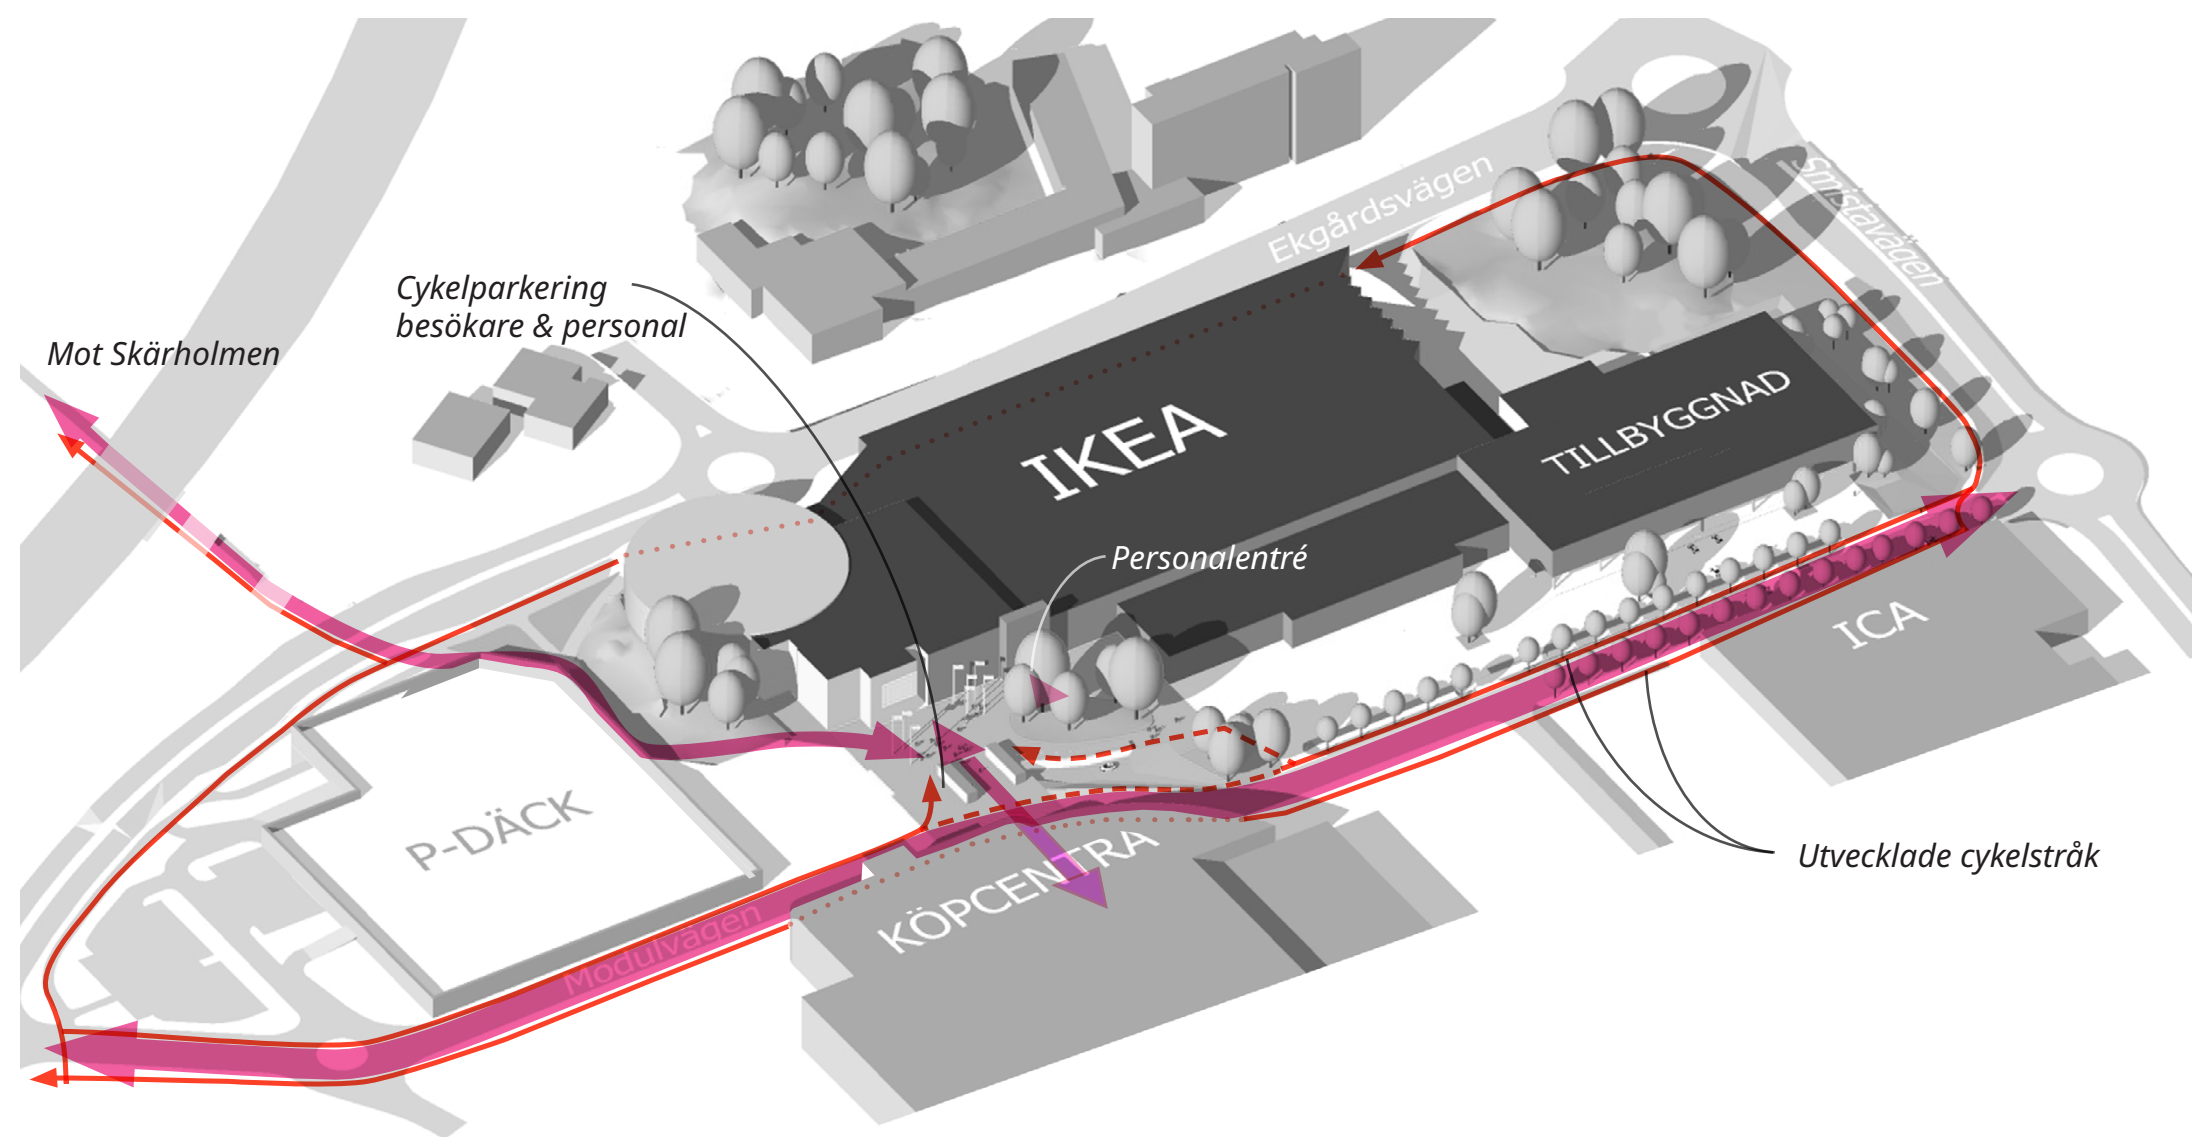 Ekgårdsvägen
Smistavägen
Cykelparkering
besökare & personal
Mot Skärholmen
IKEA
TILLBYGGNAD
Personalentré
ICA
P-DÄCK
KÖPCENTRA
Utvecklade cykelstråk
Modulvägen